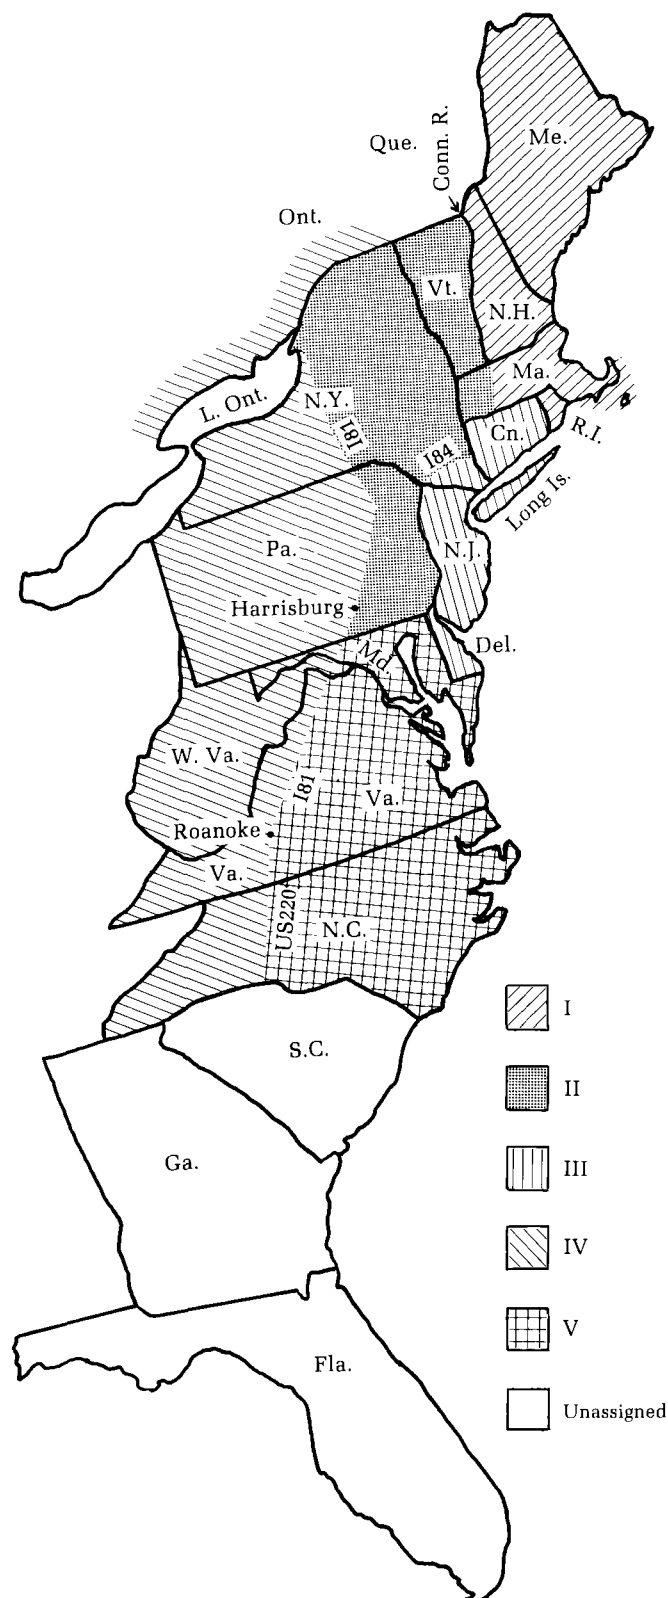 Me.
Que.
Conn. R.
Ont.
Vt.
N.H.
Ma.
L. Ont.
N.Y.
I81
I84
Cn.
R.I.
Long Is.
Pa.
N.J.
Harrisburg
Del.
Md.
W. Va.
I81
Va.
Roanoke
Va.
US220
N.C.
I
S.C.
II
Ga.
III
IV
V
Fla.
Unassigned